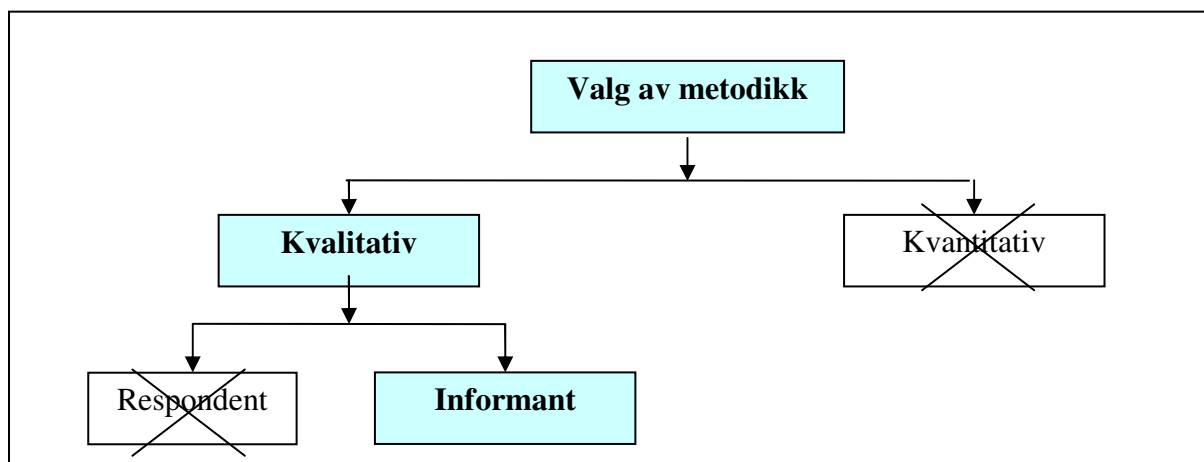 Valg av metodikk
Kvalitativ
Kvantitativ
Respondent
Informant